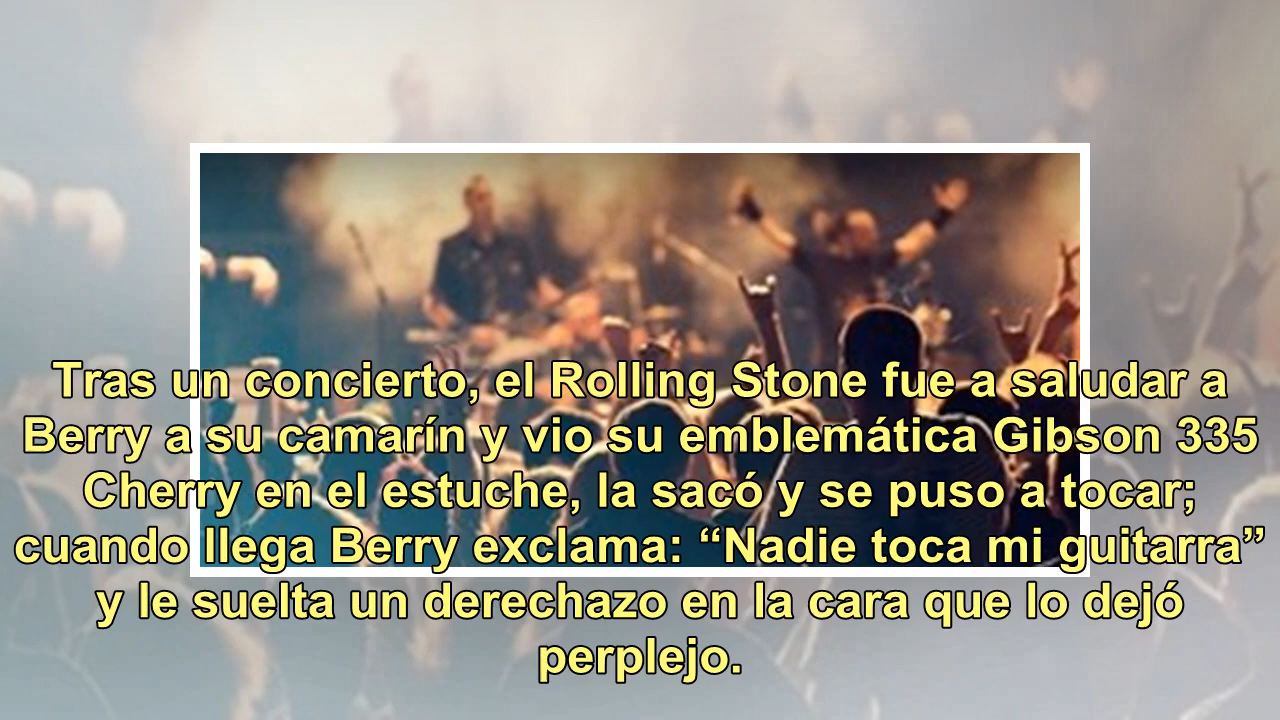 Tras un concierto, el Rolling Stone fue a saludar a
Berry a su camarín y vio su emblemática Gibson 335
Cherry en el estuche, la sacó y se puso a tocar;
cuando llega Berry exclama: “Nadie toca mi guitarra”
y le suelta un derechazo en la cara que lo dejó
perplejo.